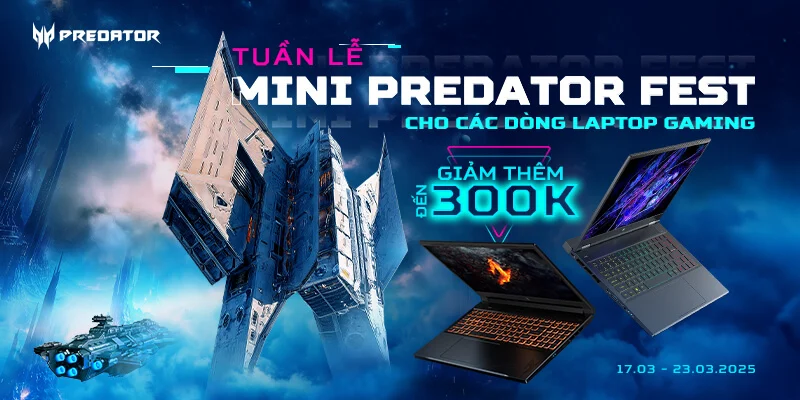 PREDATOR
TUẦN LỄ
MINI PREDATOR FEST
CHO CÁC DÒNG LAPTOP GAMING
GIẢM THÊM
ĐẾN 300K
17.03 - 23.03.2025